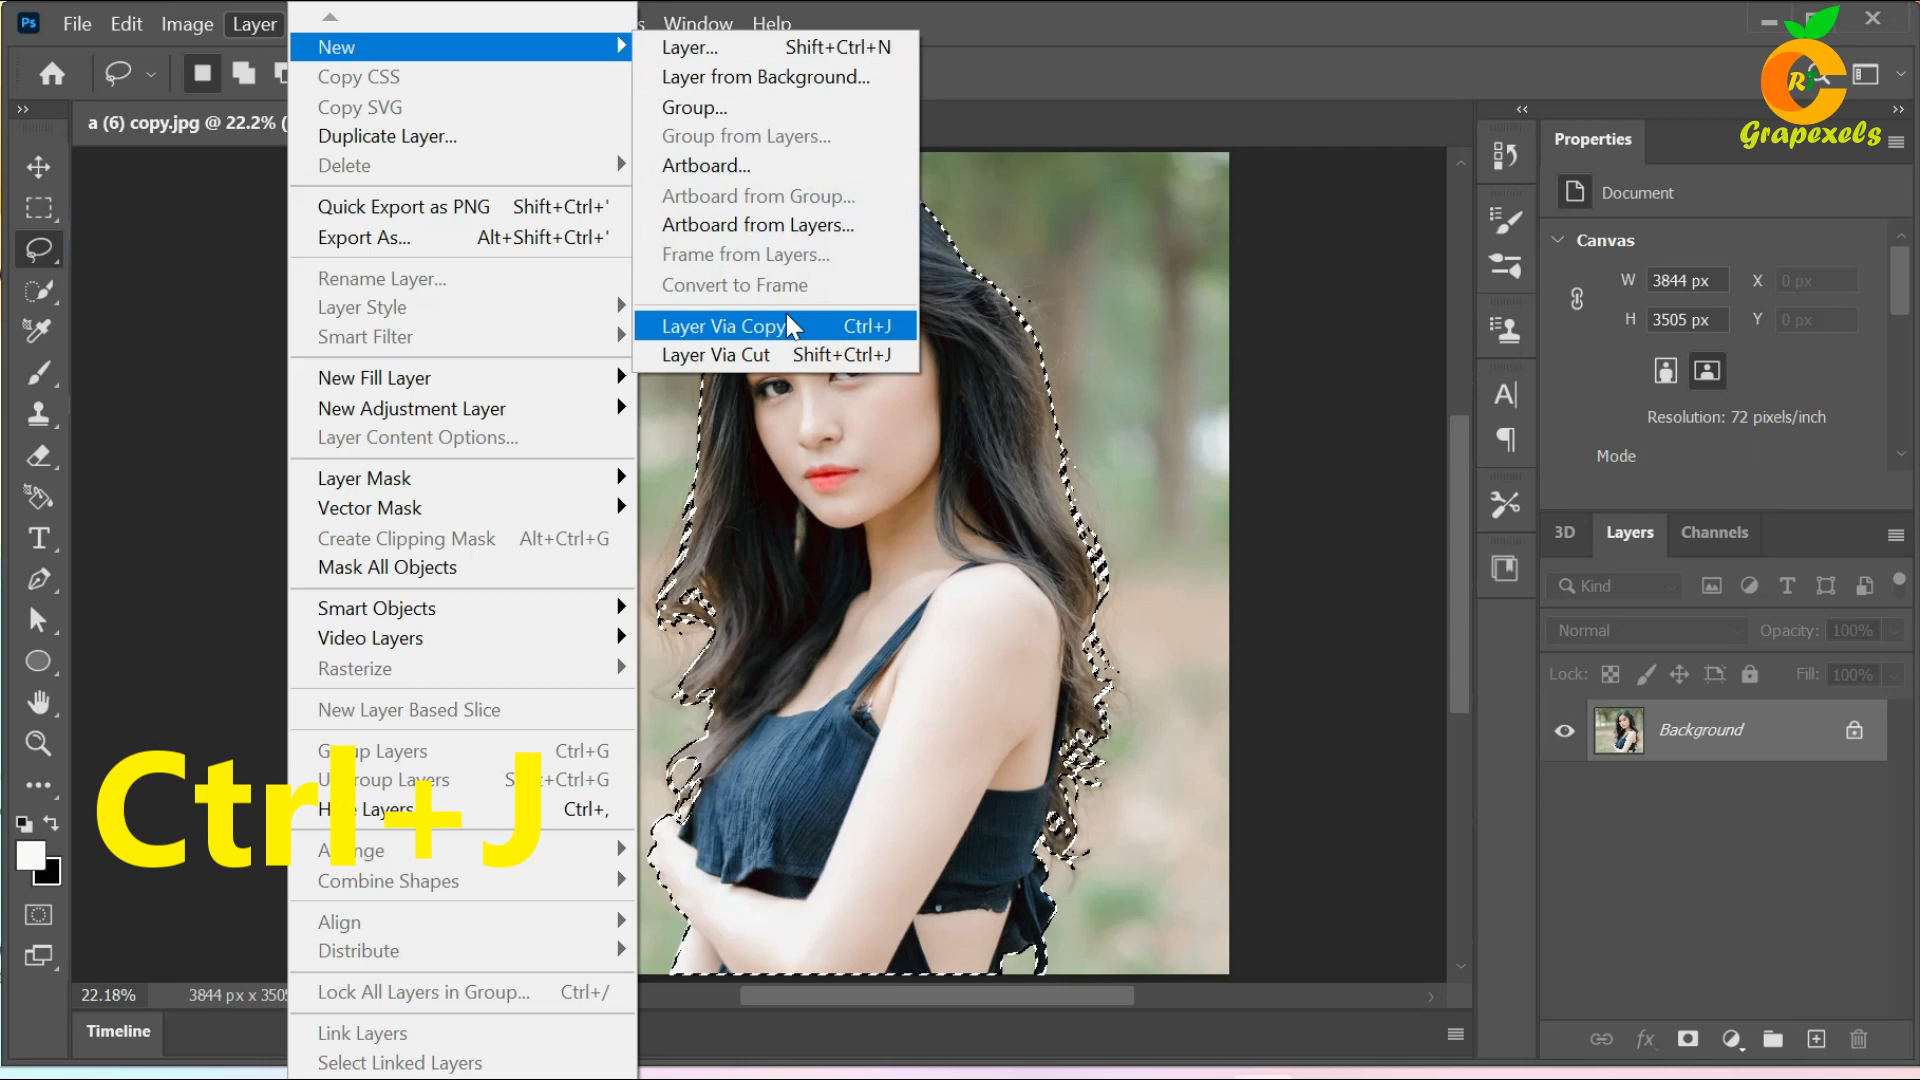 Ps File Edit Image Layer Window Help
Grapexels
a (6) copy.jpg @ 22.2% (
New
Copy CSS
Copy SVG
Duplicate Layer...
Delete
Quick Export as PNG Shift+Ctrl+'
Export As... Alt+Shift+Ctrl+'
Rename Layer...
Layer Style
Smart Filter
New Fill Layer
New Adjustment Layer
Layer Content Options...
Layer Mask
Vector Mask
Create Clipping Mask Alt+Ctrl+G
Mask All Objects
Smart Objects
Video Layers
Rasterize
New Layer Based Slice
Group Layers Ctrl+G
Ungroup Layers Shift+Ctrl+G
Hide Layers Ctrl+,
Arrange
Combine Shapes
Align
Distribute
Lock All Layers in Group... Ctrl+/
Link Layers
Select Linked Layers
Layer... Shift+Ctrl+N
Layer from Background...
Group...
Group from Layers...
Artboard...
Artboard from Group...
Artboard from Layers...
Frame from Layers...
Convert to Frame
Layer Via Copy Ctrl+J
Layer Via Cut Shift+Ctrl+J
Ctrl+J
Properties
Document
Canvas
W 3844 px X 0 px
H 3505 px Y 0 px
Resolution: 72 pixels/inch
Mode
3D Layers Channels
Kind
Normal Opacity: 100%
Lock: Fill: 100%
Background
22.18% 3844 px x 3505
Timeline